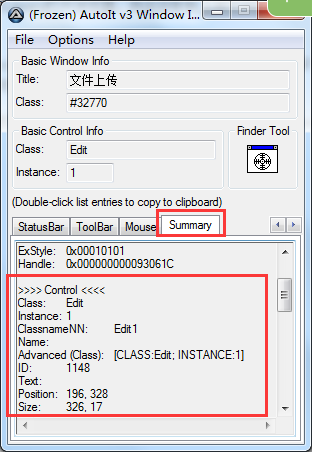 (Frozen) AutoIt v3 Window I...
File Options Help
Basic Window Info
Title: 文件上传
Class: #32770
Basic Control Info
Class: Edit
Instance: 1
Finder Tool
(Double-click list entries to copy to clipboard)
StatusBar ToolBar Mouse Summary
ExStyle: 0x00010101
Handle: 0x000000000093061C
>>>> Control <<<<
Class: Edit
Instance: 1
ClassnameNN: Edit1
Name:
Advanced (Class): [CLASS:Edit; INSTANCE:1]
ID: 1148
Text:
Position: 196, 328
Size: 326, 17